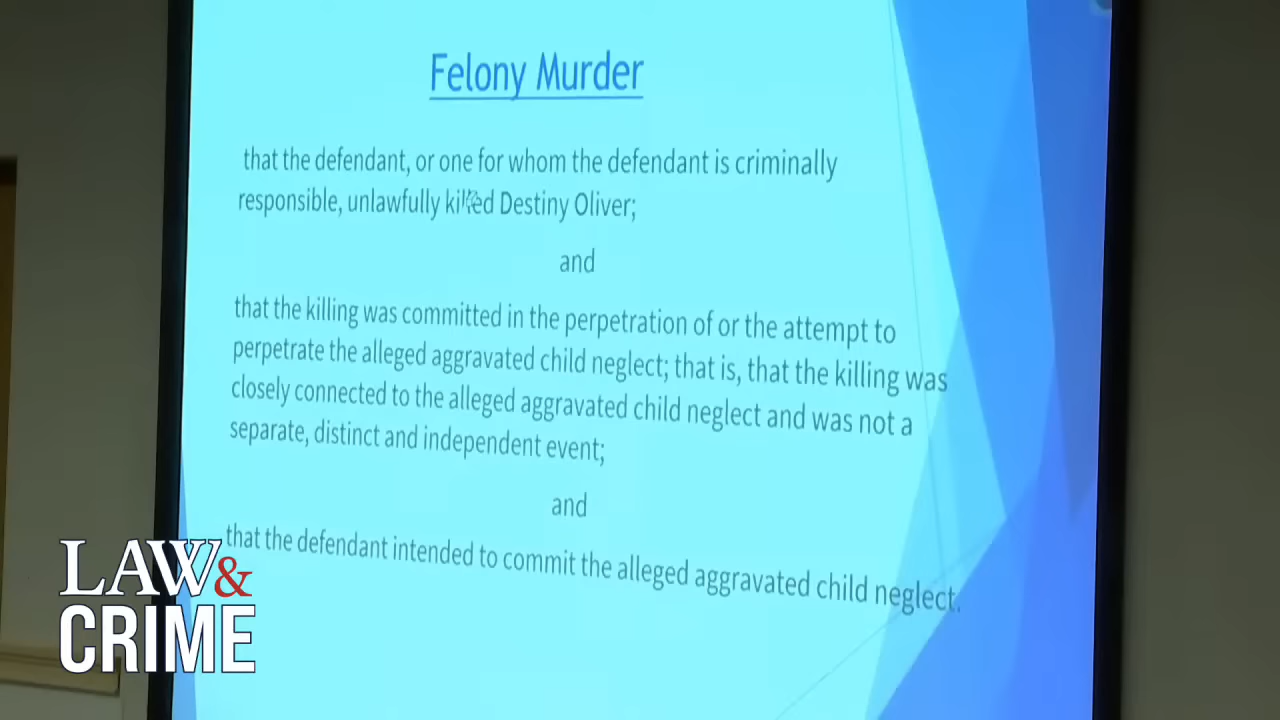 Felony Murder
that the defendant, or one for whom the defendant is criminally
responsible, unlawfully killed Destiny Oliver;
and
that the killing was committed in the perpetration of or the attempt to
perpetrate the alleged aggravated child neglect; that is, that the killing was
closely connected to the alleged aggravated child neglect and was not a
separate, distinct and independent event;
and
that the defendant intended to commit the alleged aggravated child neglect.
LAW&
CRIME